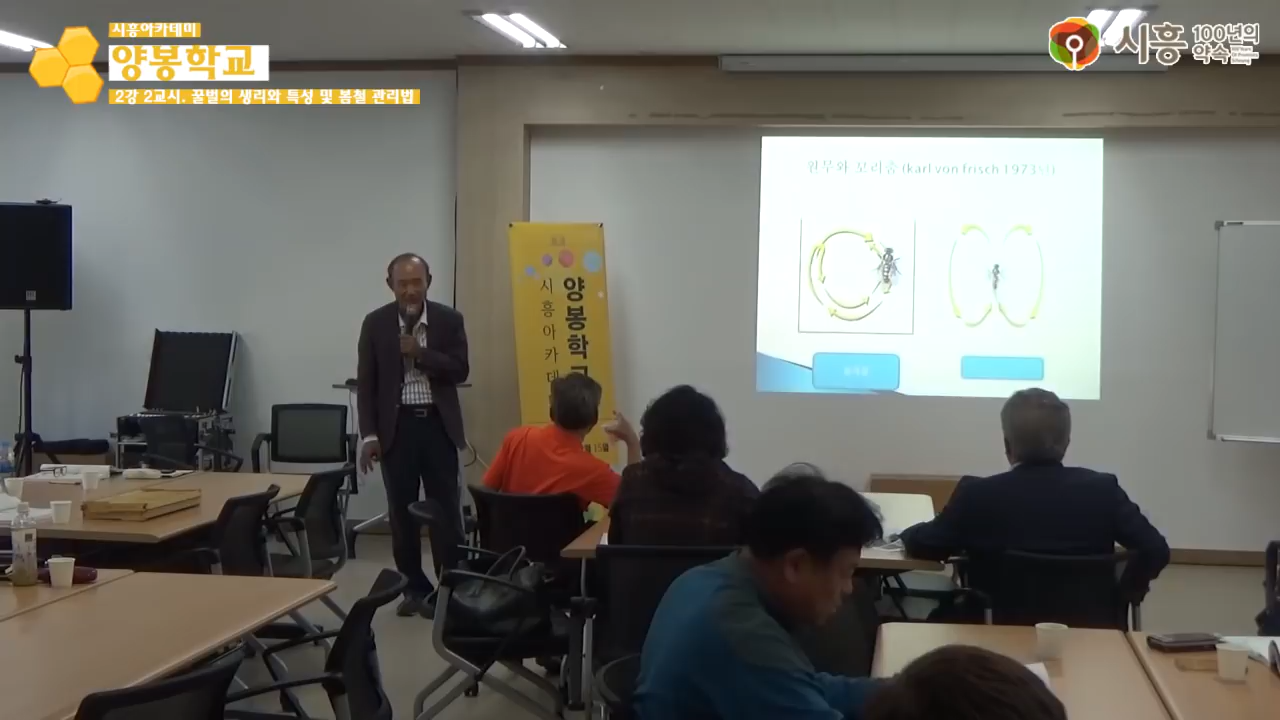 시흥아카데미
양봉학교
2강 2교시. 꿀벌의 생리와 특성 및 봄철 관리법
시흥
100년의
약속
원무와 꼬리춤 (karl von frisch 1973년)
시흥아카데
양봉학교